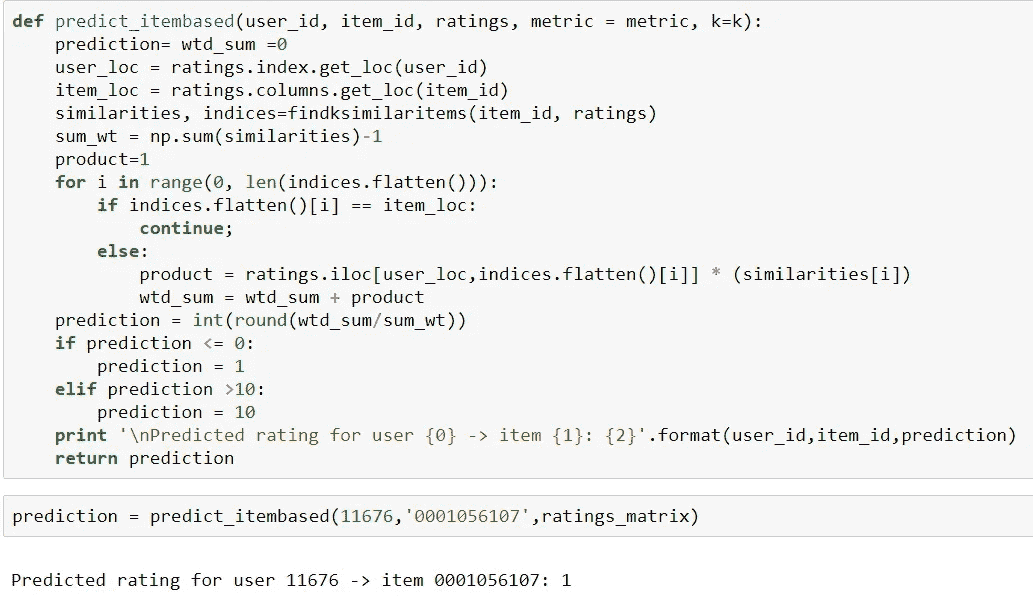 def predict_itembased(user_id, item_id, ratings, metric = metric, k=k):
    prediction= wtd_sum =0
    user_loc = ratings.index.get_loc(user_id)
    item_loc = ratings.columns.get_loc(item_id)
    similarities, indices=findksimilaritems(item_id, ratings)
    sum_wt = np.sum(similarities)-1
    product=1
    for i in range(0, len(indices.flatten())):
        if indices.flatten()[i] == item_loc:
            continue;
        else:
            product = ratings.iloc[user_loc,indices.flatten()[i]] * (similarities[i])
            wtd_sum = wtd_sum + product
    prediction = int(round(wtd_sum/sum_wt))
    if prediction <= 0:
        prediction = 1
    elif prediction >10:
        prediction = 10
    print '\nPredicted rating for user {0} -> item {1}: {2}'.format(user_id,item_id,prediction)
    return prediction
prediction = predict_itembased(11676,'0001056107',ratings_matrix)
Predicted rating for user 11676 -> item 0001056107: 1